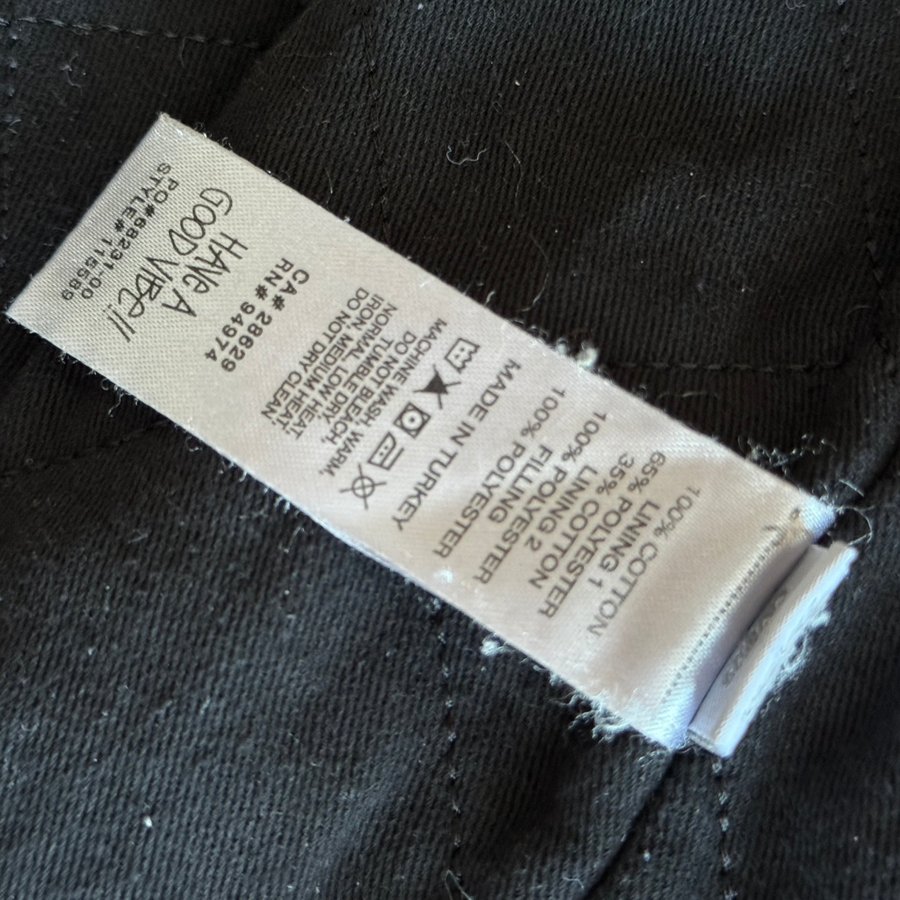 100% COTTON
LINING 1
65% POLYESTER
35% COTTON
LINING 2
100% POLYESTER
FILLING
100% POLYESTER
MADE IN TURKEY
MACHINE WASH, WARM,
DO NOT BLEACH,
TUMBLE DRY,
NORMAL, LOW HEAT,
IRON, MEDIUM HEAT,
DO NOT DRY CLEAN
CA# 28629
RN# 94974
HAVE A
GOOD VIBE!!
PO#68231-00
STYLE# 115589